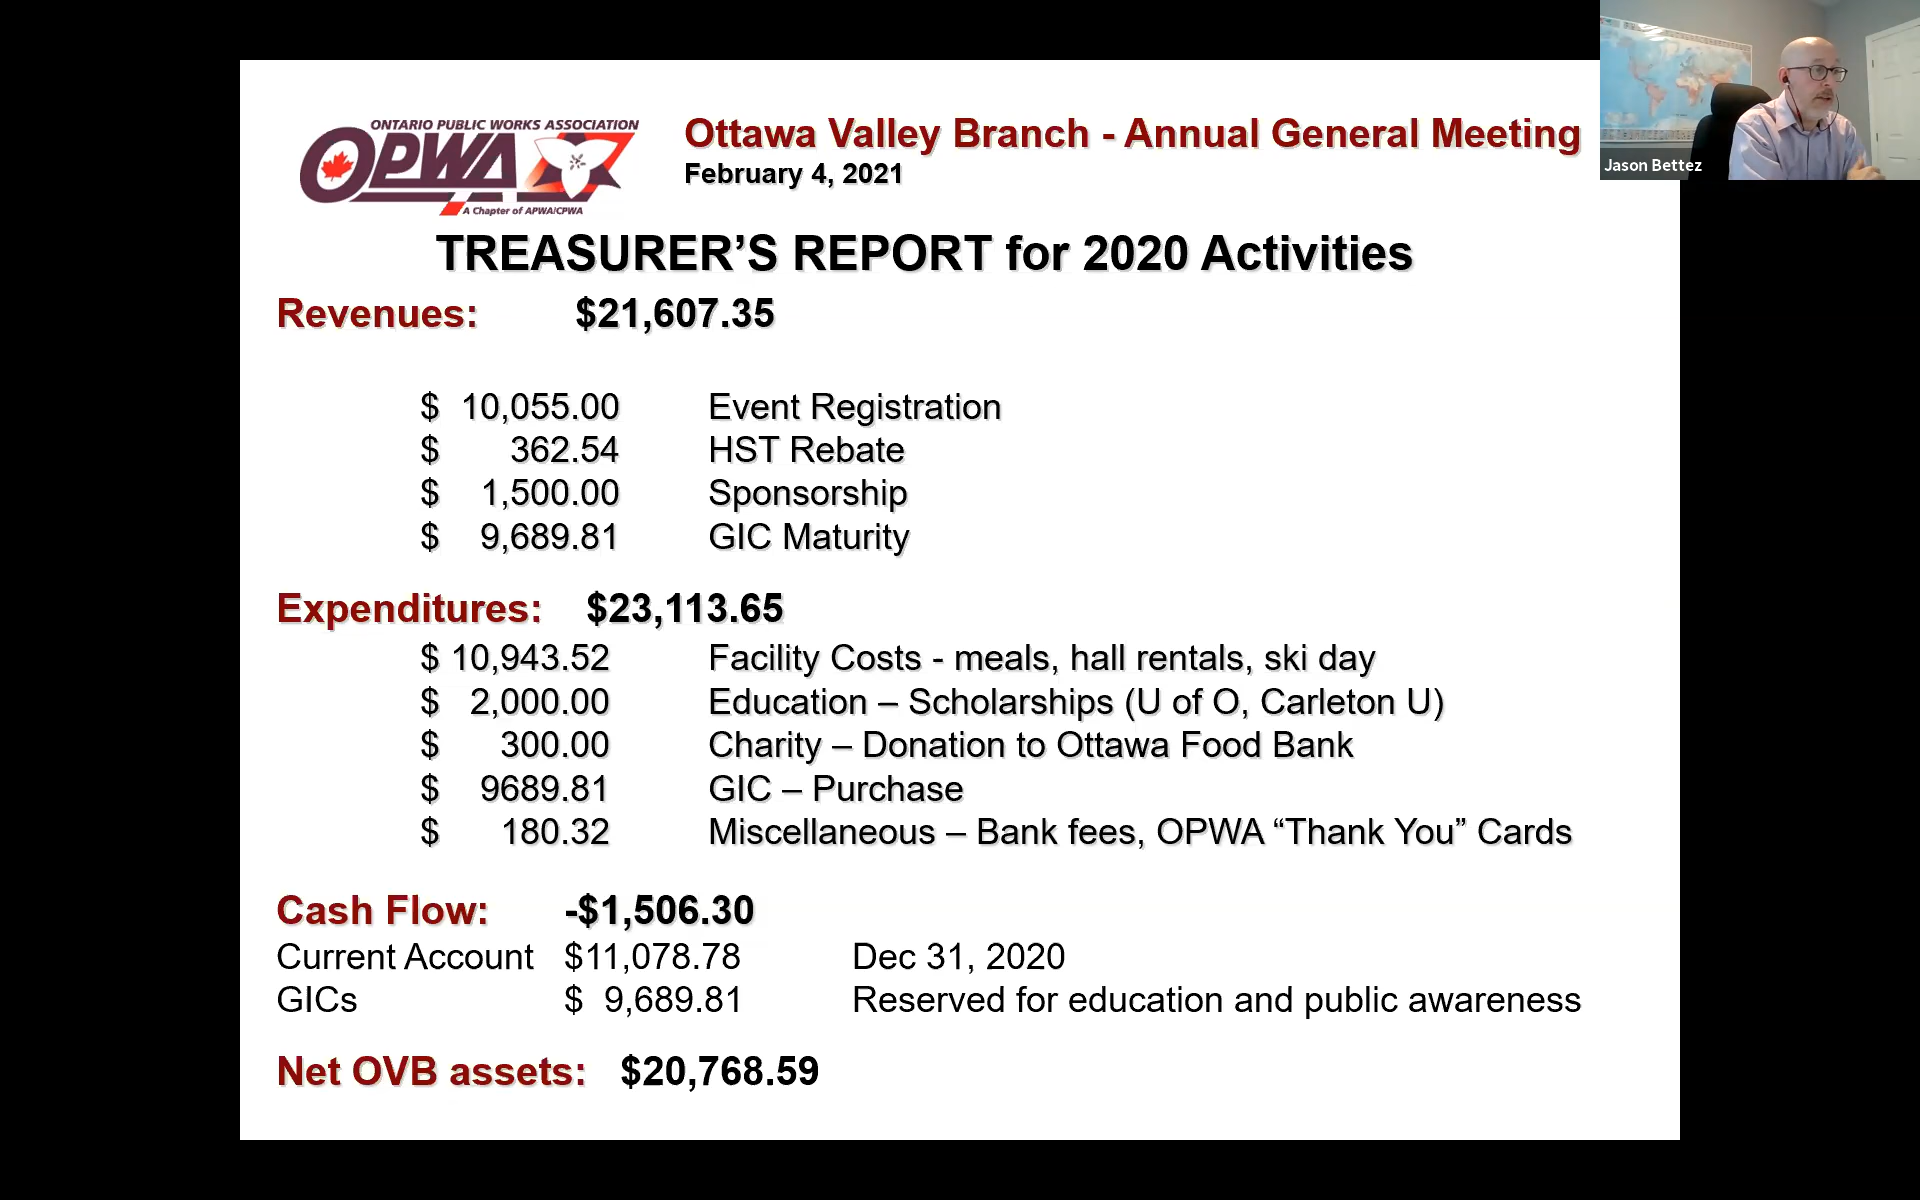 ONTARIO PUBLIC WORKS ASSOCIATION
OPWA
A Chapter of APWA/CPWA
Ottawa Valley Branch - Annual General Meeting
February 4, 2021
Jason Bettez
TREASURER’S REPORT for 2020 Activities
Revenues: $21,607.35
$ 10,055.00 Event Registration
$ 362.54 HST Rebate
$ 1,500.00 Sponsorship
$ 9,689.81 GIC Maturity
Expenditures: $23,113.65
$ 10,943.52 Facility Costs - meals, hall rentals, ski day
$ 2,000.00 Education – Scholarships (U of O, Carleton U)
$ 300.00 Charity – Donation to Ottawa Food Bank
$ 9689.81 GIC – Purchase
$ 180.32 Miscellaneous – Bank fees, OPWA “Thank You” Cards
Cash Flow: -$1,506.30
Current Account $11,078.78 Dec 31, 2020
GICs $ 9,689.81 Reserved for education and public awareness
Net OVB assets: $20,768.59